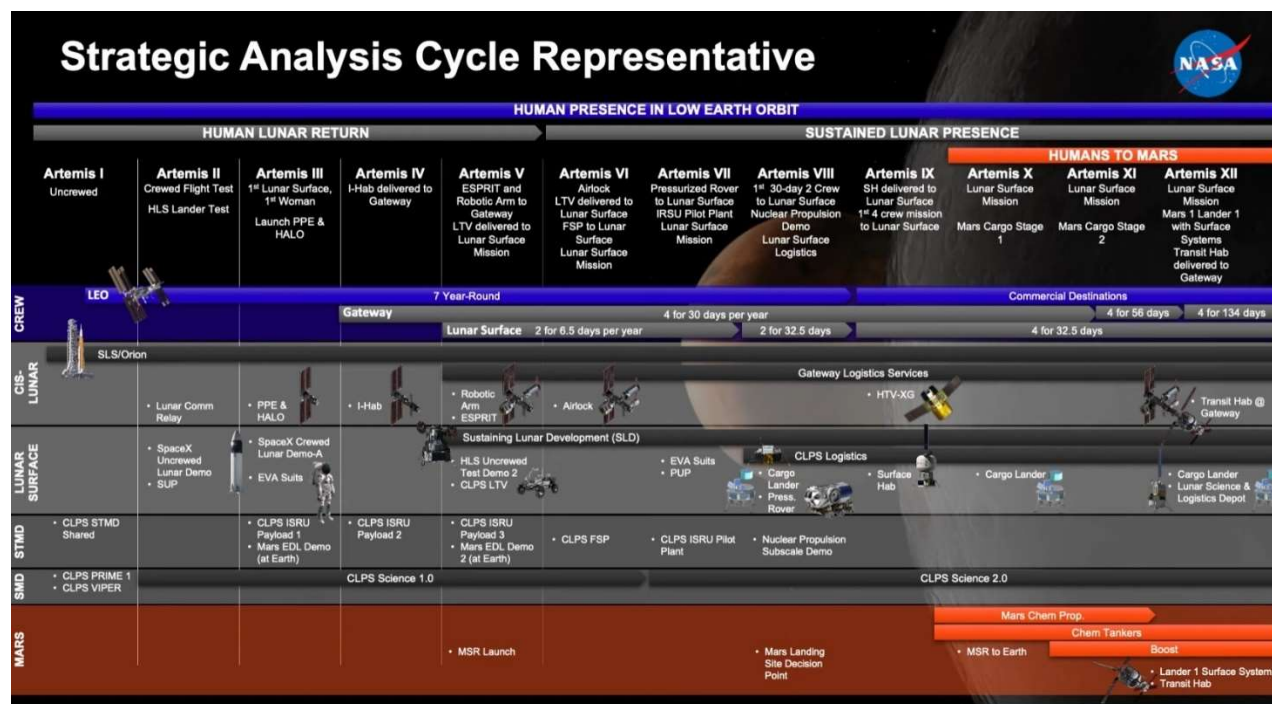 Strategic Analysis Cycle Representative
NASA
HUMAN PRESENCE IN LOW EARTH ORBIT
HUMAN LUNAR RETURN
SUSTAINED LUNAR PRESENCE
HUMANS TO MARS
Artemis I
Uncrewed
Artemis II
Crewed Flight Test
HLS Lander Test
Artemis III
1st Lunar Surface,
1st Woman
Launch PPE &
HALO
Artemis IV
I-Hab delivered to
Gateway
Artemis V
ESPRIT and
Robotic Arm to
Gateway
LTV delivered to
Lunar Surface
Mission
Artemis VI
Airlock
LTV delivered to
Lunar Surface
FSP to Lunar
Surface
Lunar Surface
Mission
Artemis VII
Pressurized Rover
to Lunar Surface
IRSU Pilot Plant
Lunar Surface
Mission
Artemis VIII
1st 30-day 2 Crew
to Lunar Surface
Nuclear Propulsion
Demo
Lunar Surface
Logistics
Artemis IX
SH delivered to
Lunar Surface
1st 4 crew mission
to Lunar Surface
Artemis X
Lunar Surface
Mission
Mars Cargo Stage
1
Artemis XI
Lunar Surface
Mission
Mars Cargo Stage
2
Artemis XII
Lunar Surface
Mission
Mars 1 Lander 1
with Surface
Systems
Transit Hab
delivered to
Gateway
CREW
LEO
7 Year-Round
Commercial Destinations
Gateway
4 for 30 days per year
4 for 56 days
4 for 134 days
Lunar Surface
2 for 6.5 days per year
2 for 32.5 days
4 for 32.5 days
CIS-
LUNAR
SLS/Orion
Gateway Logistics Services
• Lunar Comm
Relay
• PPE &
HALO
• I-Hab
• Robotic
Arm
• ESPRIT
• Airlock
• HTV-XG
• Transit Hab @
Gateway
LUNAR
SURFACE
Sustaining Lunar Development (SLD)
CLPS Logistics
• SpaceX
Uncrewed
Lunar Demo
• SUP
• SpaceX Crewed
Lunar Demo-A
• EVA Suits
• HLS Uncrewed
Test Demo 2
• CLPS LTV
• EVA Suits
• PUP
• Cargo
Lander
• Press.
Rover
• Surface
Hab
• Cargo Lander
• Cargo Lander
• Lunar Science &
Logistics Depot
STMD
• CLPS STMD
Shared
• CLPS ISRU
Payload 1
• Mars EDL Demo
(at Earth)
• CLPS ISRU
Payload 2
• CLPS ISRU
Payload 3
• Mars EDL Demo
2 (at Earth)
• CLPS FSP
• CLPS ISRU Pilot
Plant
• Nuclear Propulsion
Subscale Demo
SMD
• CLPS PRIME 1
• CLPS VIPER
CLPS Science 1.0
CLPS Science 2.0
MARS
Mars Chem Prop.
Chem Tankers
Boost
• MSR Launch
• Mars Landing
Site Decision
Point
• MSR to Earth
• Lander 1 Surface System
• Transit Hab